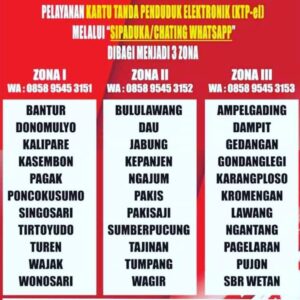 PELAYANAN KARTU TANDA PENDUDUK ELEKTRONIK (KTP-el)
MELALUI "SIPADUKA/CHATING WHATSAPP"
DIBAGI MENJADI 3 ZONA
ZONA I
WA : 0858 9545 3151
BANTUR
DONOMULYO
KALIPARE
KASEMBON
PAGAK
PONCOKUSUMO
SINGOSARI
TIRTOYUDO
TUREN
WAJAK
WONOSARI
ZONA II
WA : 0858 9545 3152
BULULAWANG
DAU
JABUNG
KEPANJEN
NGAJUM
PAKIS
PAKISAJI
SUMBERPUCUNG
TAJINAN
TUMPANG
WAGIR
ZONA III
WA : 0858 9545 3153
AMPELGADING
DAMPIT
GEDANGAN
GONDANGLEGI
KARANGPLOSO
KROMENGAN
LAWANG
NGANTANG
PAGELARAN
PUJON
SBR WETAN